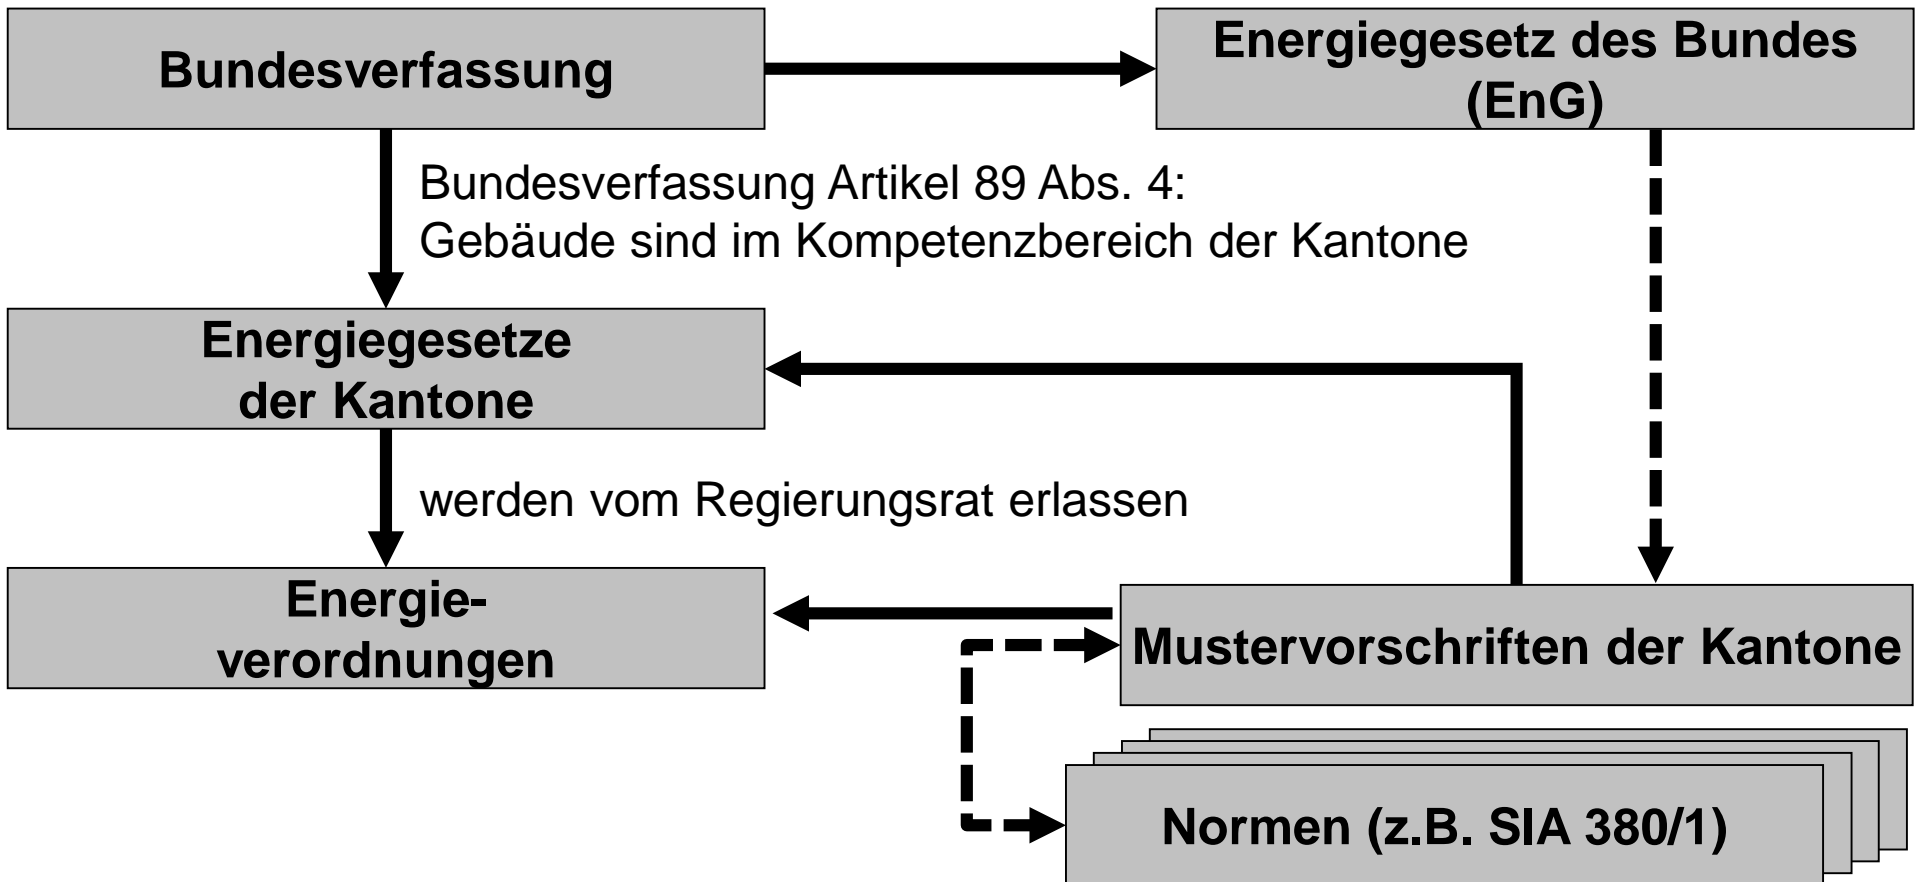 Bundesverfassung
Energiegesetz des Bundes
(EnG)
Bundesverfassung Artikel 89 Abs. 4:
Gebäude sind im Kompetenzbereich der Kantone
Energiegesetze
der Kantone
werden vom Regierungsrat erlassen
Energie-
verordnungen
Mustervorschriften der Kantone
Normen (z.B. SIA 380/1)